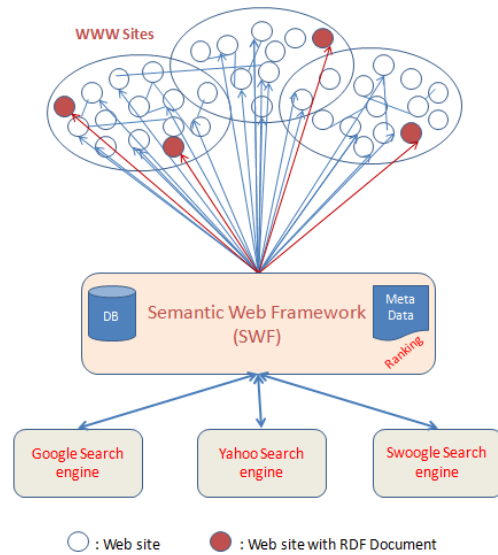 WWW Sites
DB
Semantic Web Framework
(SWF)
Meta
Data
Ranking
Google Search
engine
Yahoo Search
engine
Swoogle Search
engine
: Web site
: Web site with RDF Document